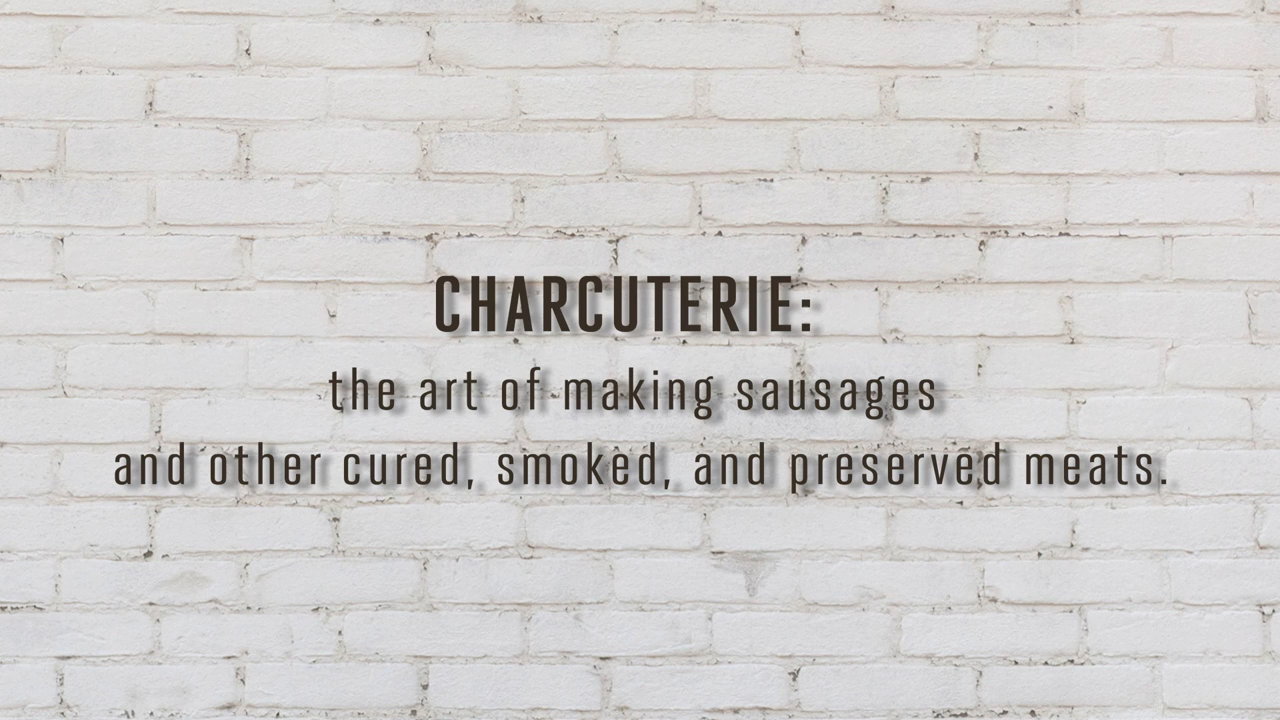 CHARCUTERIE:
the art of making sausages
and other cured, smoked, and preserved meats.